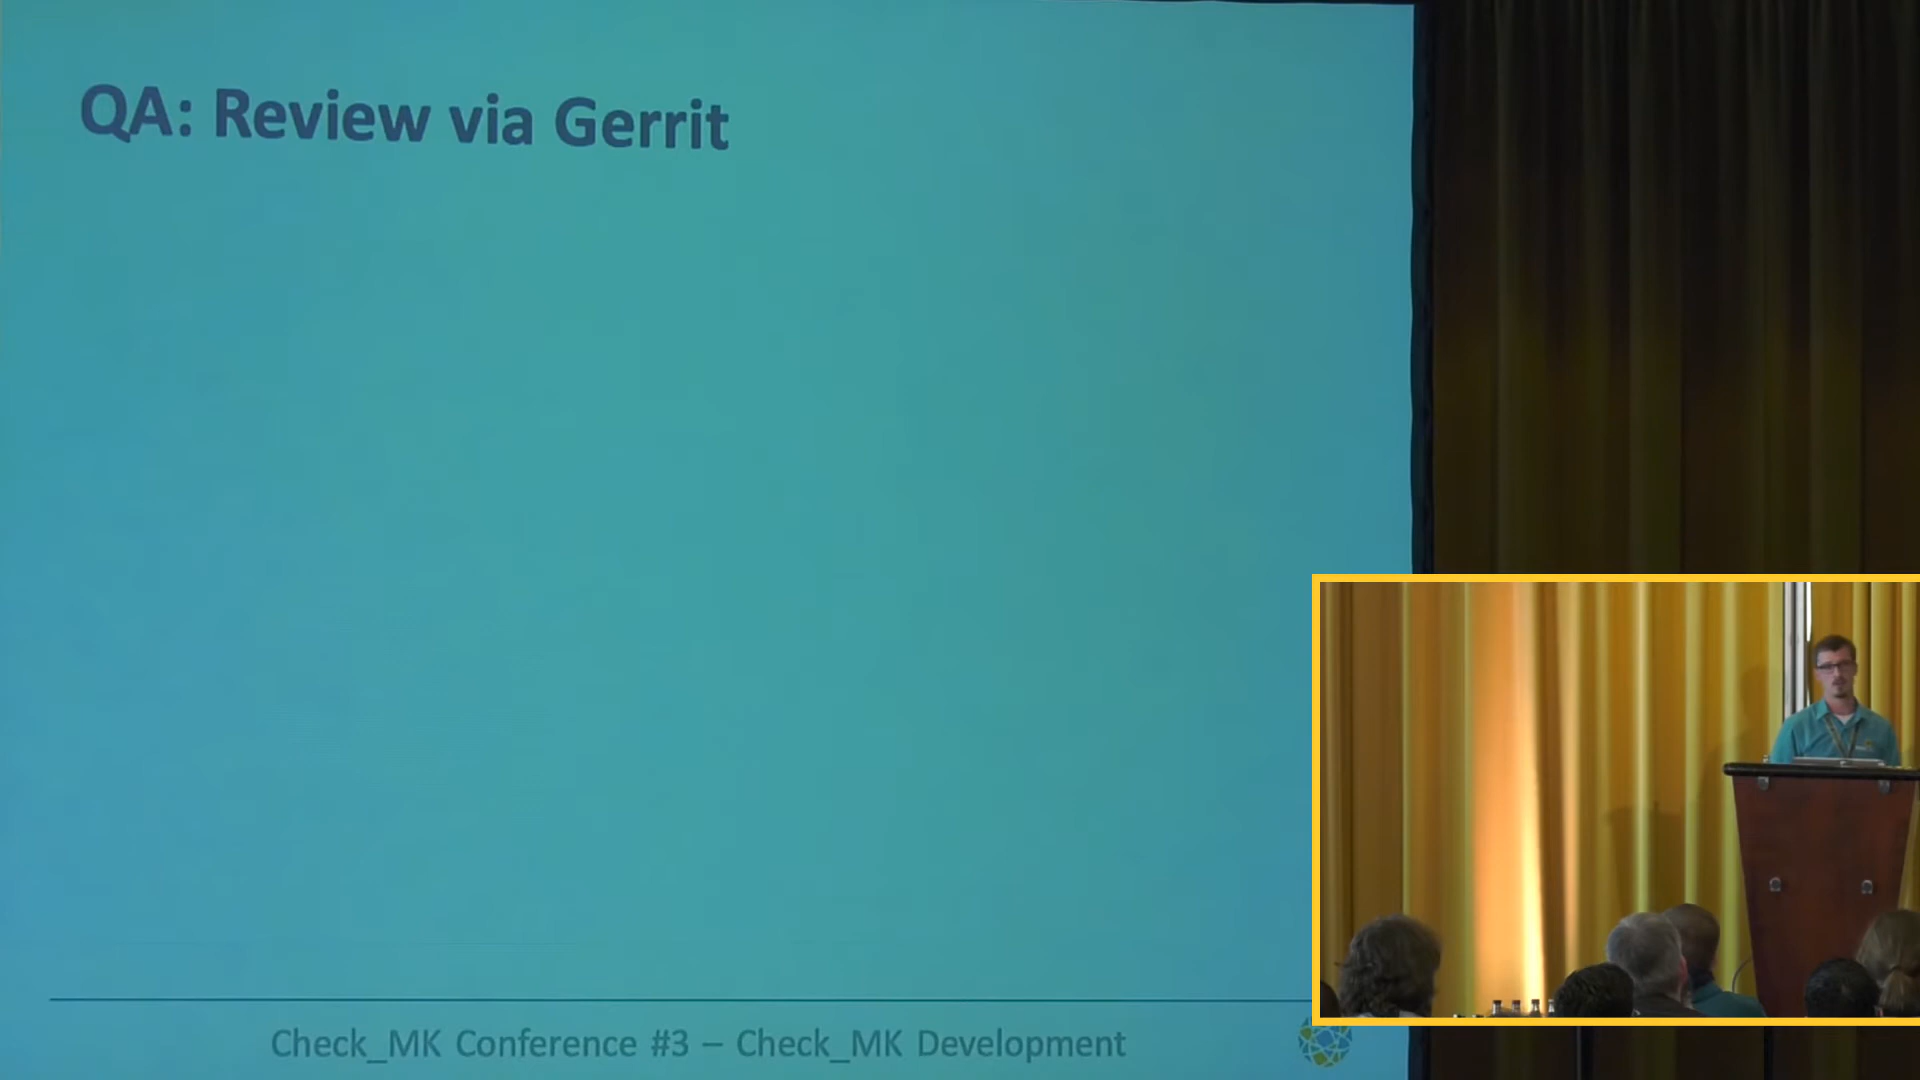 QA: Review via Gerrit
Check_MK Conference #3 – Check_MK Development